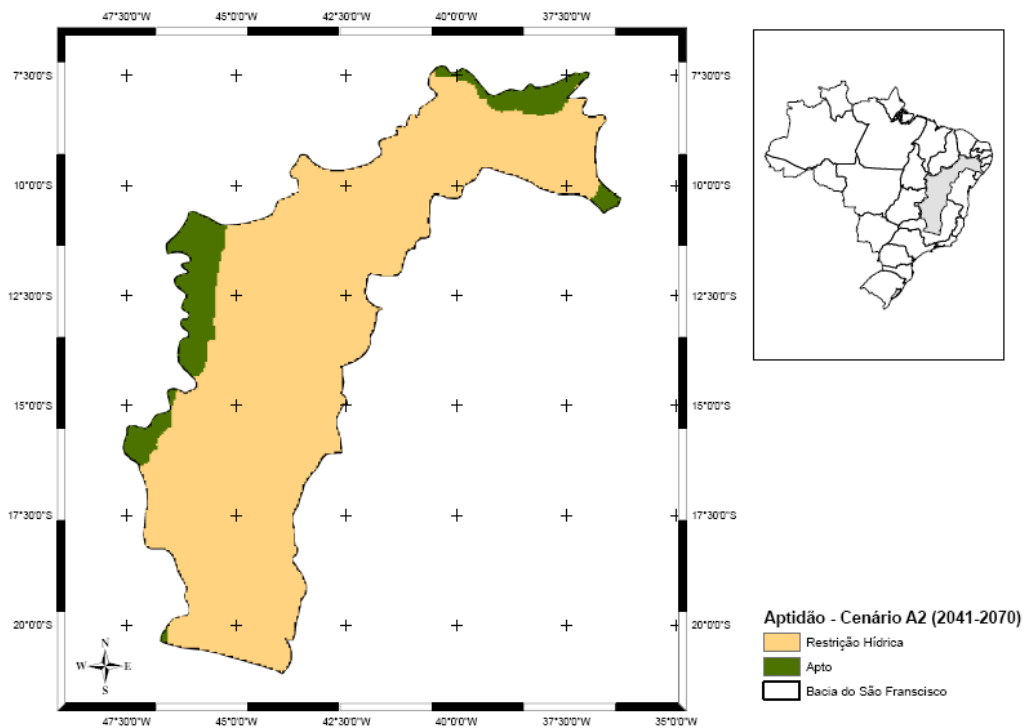 47°30'0"W 45°0'0"W 42°30'0"W 40°0'0"W 37°30'0"W
7°30'0"S 7°30'0"S
10°0'0"S 10°0'0"S
12°30'0"S 12°30'0"S
15°0'0"S 15°0'0"S
17°30'0"S 17°30'0"S
20°0'0"S 20°0'0"S
N
W E
S
47°30'0"W 45°0'0"W 42°30'0"W 40°0'0"W 37°30'0"W 35°0'0"W
Aptidão - Cenário A2 (2041-2070)
Restrição Hídrica
Apto
Bacia do São Franscisco